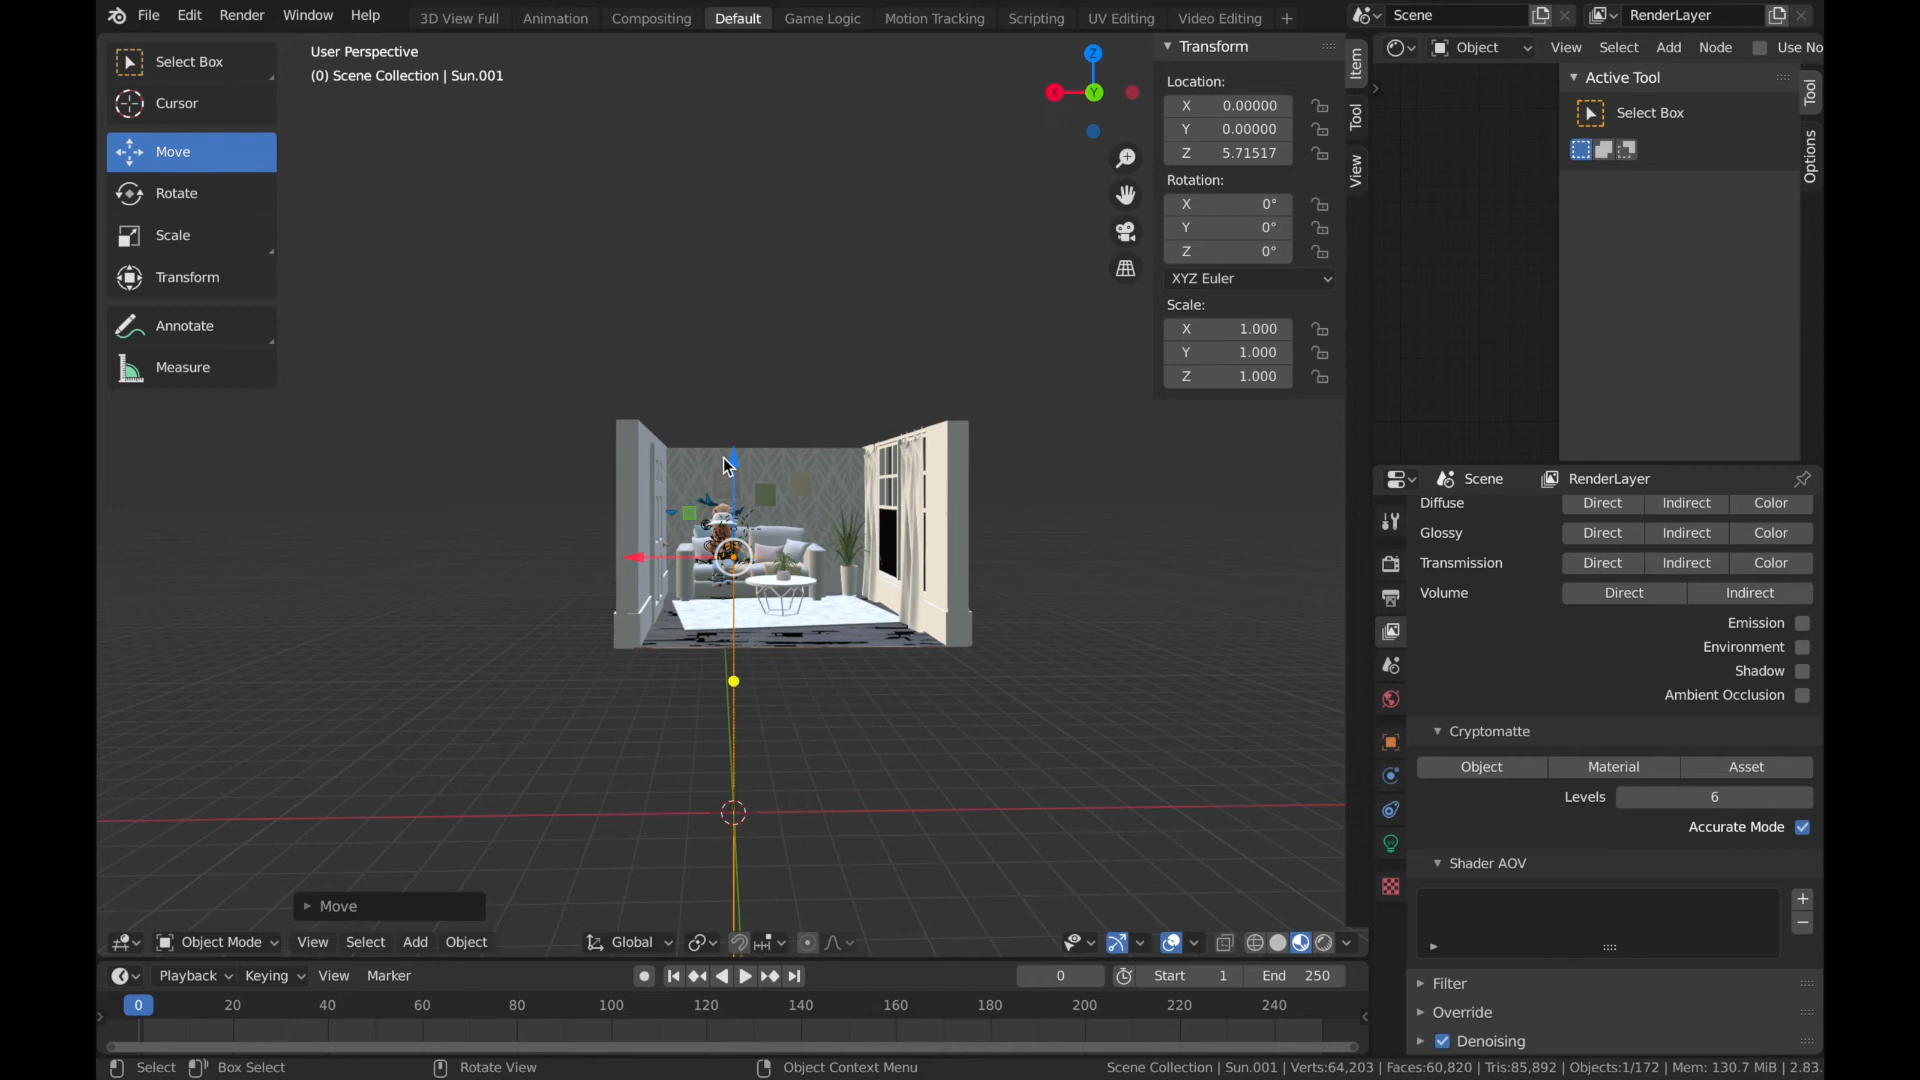 File Edit Render Window Help 3D View Full Animation Compositing Default Game Logic Motion Tracking Scripting UV Editing Video Editing + Scene RenderLayer
Select Box
Cursor
Move
Rotate
Scale
Transform
Annotate
Measure
User Perspective
(0) Scene Collection | Sun.001
Z
X
Y
Transform
Location:
X 0.00000
Y 0.00000
Z 5.71517
Rotation:
X 0°
Y 0°
Z 0°
XYZ Euler
Scale:
X 1.000
Y 1.000
Z 1.000
Item
Tool
View
Object View Select Add Node Use No
Active Tool
Select Box
Tool
Options
Scene RenderLayer
Diffuse Direct Indirect Color
Glossy Direct Indirect Color
Transmission Direct Indirect Color
Volume Direct Indirect
Emission
Environment
Shadow
Ambient Occlusion
Cryptomatte
Object Material Asset
Levels 6
Accurate Mode
Shader AOV
Filter
Override
Denoising
Move
Object Mode View Select Add Object Global
Playback Keying View Marker 0 Start 1 End 250
0 20 40 60 80 100 120 140 160 180 200 220 240
Select Box Select Rotate View Object Context Menu Scene Collection | Sun.001 | Verts:64,203 | Faces:60,820 | Tris:85,892 | Objects:1/172 | Mem: 130.7 MiB | 2.83.